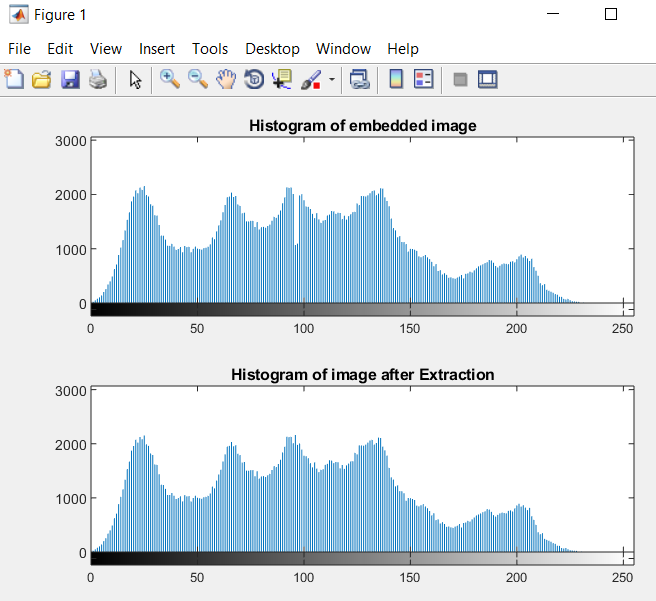 Figure 1
File Edit View Insert Tools Desktop Window Help
Histogram of embedded image
3000
2000
1000
0
0 50 100 150 200 250
Histogram of image after Extraction
3000
2000
1000
0
0 50 100 150 200 250